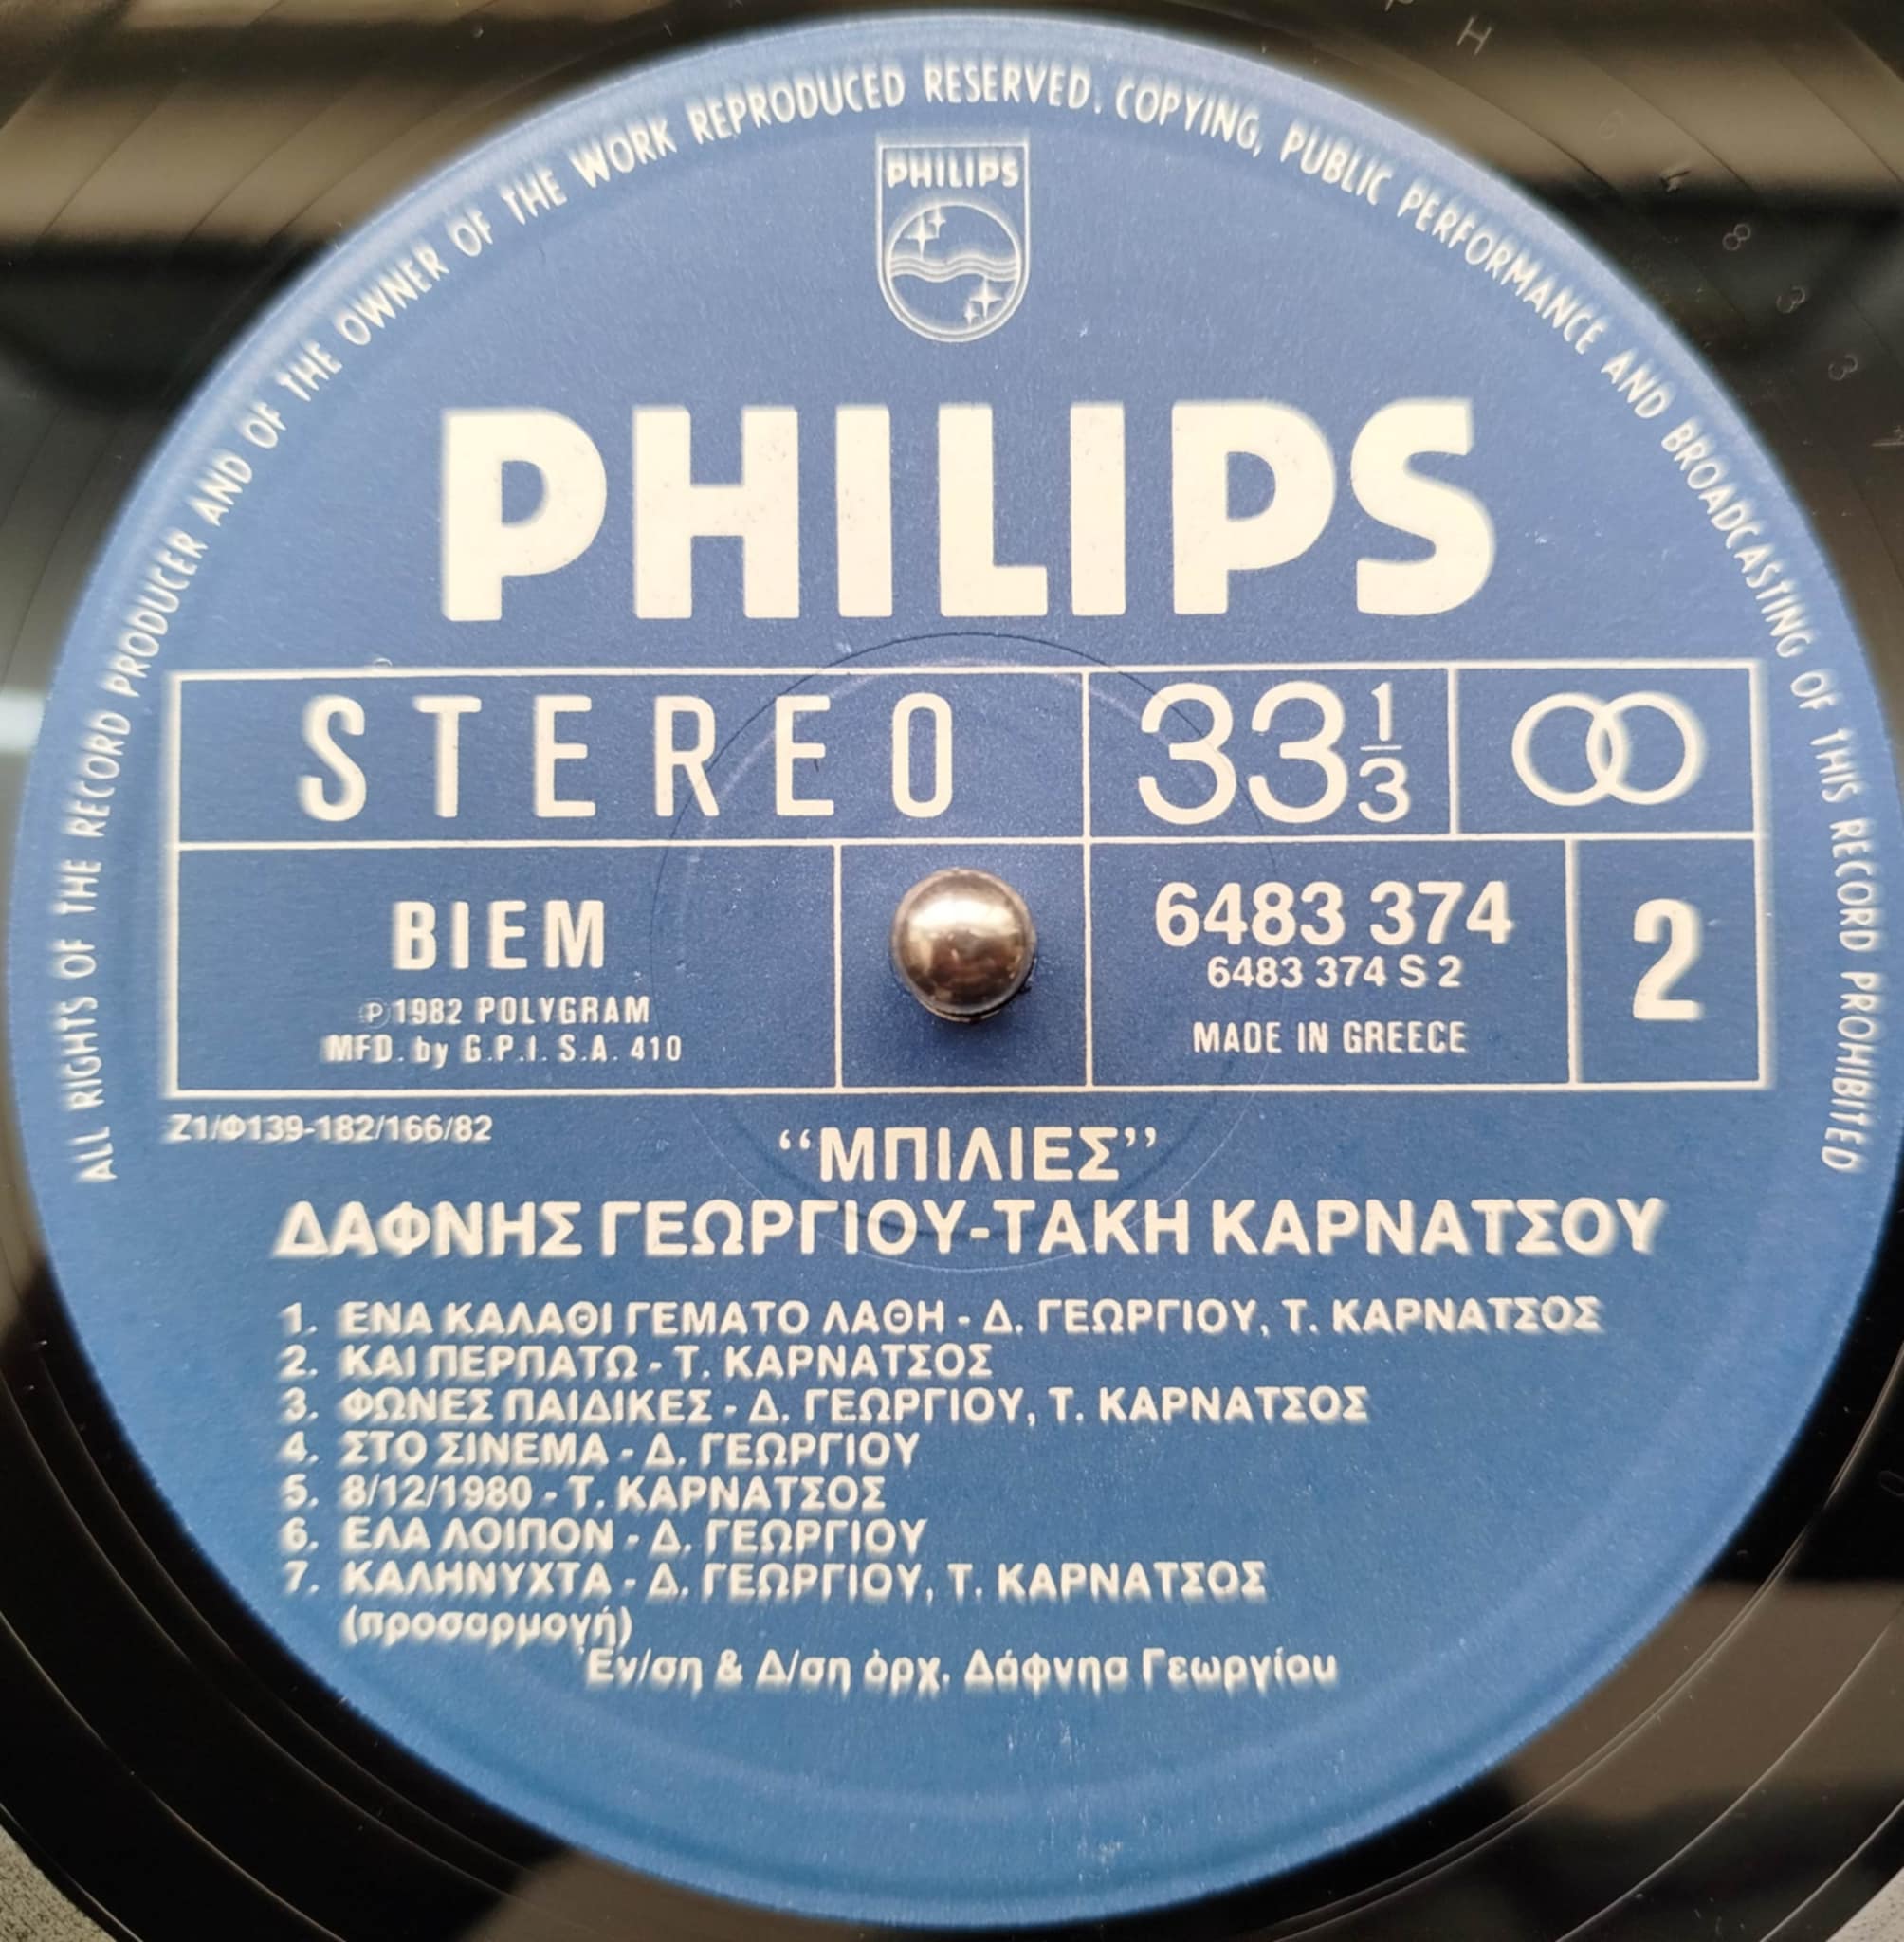 ALL RIGHTS OF THE RECORD PRODUCER AND OF THE OWNER OF THE WORK REPRODUCED RESERVED. COPYING, PUBLIC PERFORMANCE AND BROADCASTING OF THIS RECORD PROHIBITED
PHILIPS
PHILIPS
STEREO 33 1/3
BIEM 6483 374 2
6483 374 S 2
℗ 1982 POLYGRAM
MFD. by G.P.I. S.A. 410 MADE IN GREECE
Z1/Φ139-182/166/82
“ΜΠΙΛΙΕΣ”
ΔΑΦΝΗΣ ΓΕΩΡΓΙΟΥ-ΤΑΚΗ ΚΑΡΝΑΤΣΟΥ
1. ΕΝΑ ΚΑΛΑΘΙ ΓΕΜΑΤΟ ΛΑΘΗ - Δ. ΓΕΩΡΓΙΟΥ, Τ. ΚΑΡΝΑΤΣΟΣ
2. ΚΑΙ ΠΕΡΠΑΤΩ - Τ. ΚΑΡΝΑΤΣΟΣ
3. ΦΩΝΕΣ ΠΑΙΔΙΚΕΣ - Δ. ΓΕΩΡΓΙΟΥ, Τ. ΚΑΡΝΑΤΣΟΣ
4. ΣΤΟ ΣΙΝΕΜΑ - Δ. ΓΕΩΡΓΙΟΥ
5. 8/12/1980 - Τ. ΚΑΡΝΑΤΣΟΣ
6. ΕΛΑ ΛΟΙΠΟΝ - Δ. ΓΕΩΡΓΙΟΥ
7. ΚΑΛΗΝΥΧΤΑ - Δ. ΓΕΩΡΓΙΟΥ, Τ. ΚΑΡΝΑΤΣΟΣ
(προσαρμογή)
Ἐν/ση & Δ/ση ὀρχ. Δάφνησ Γεωργίου